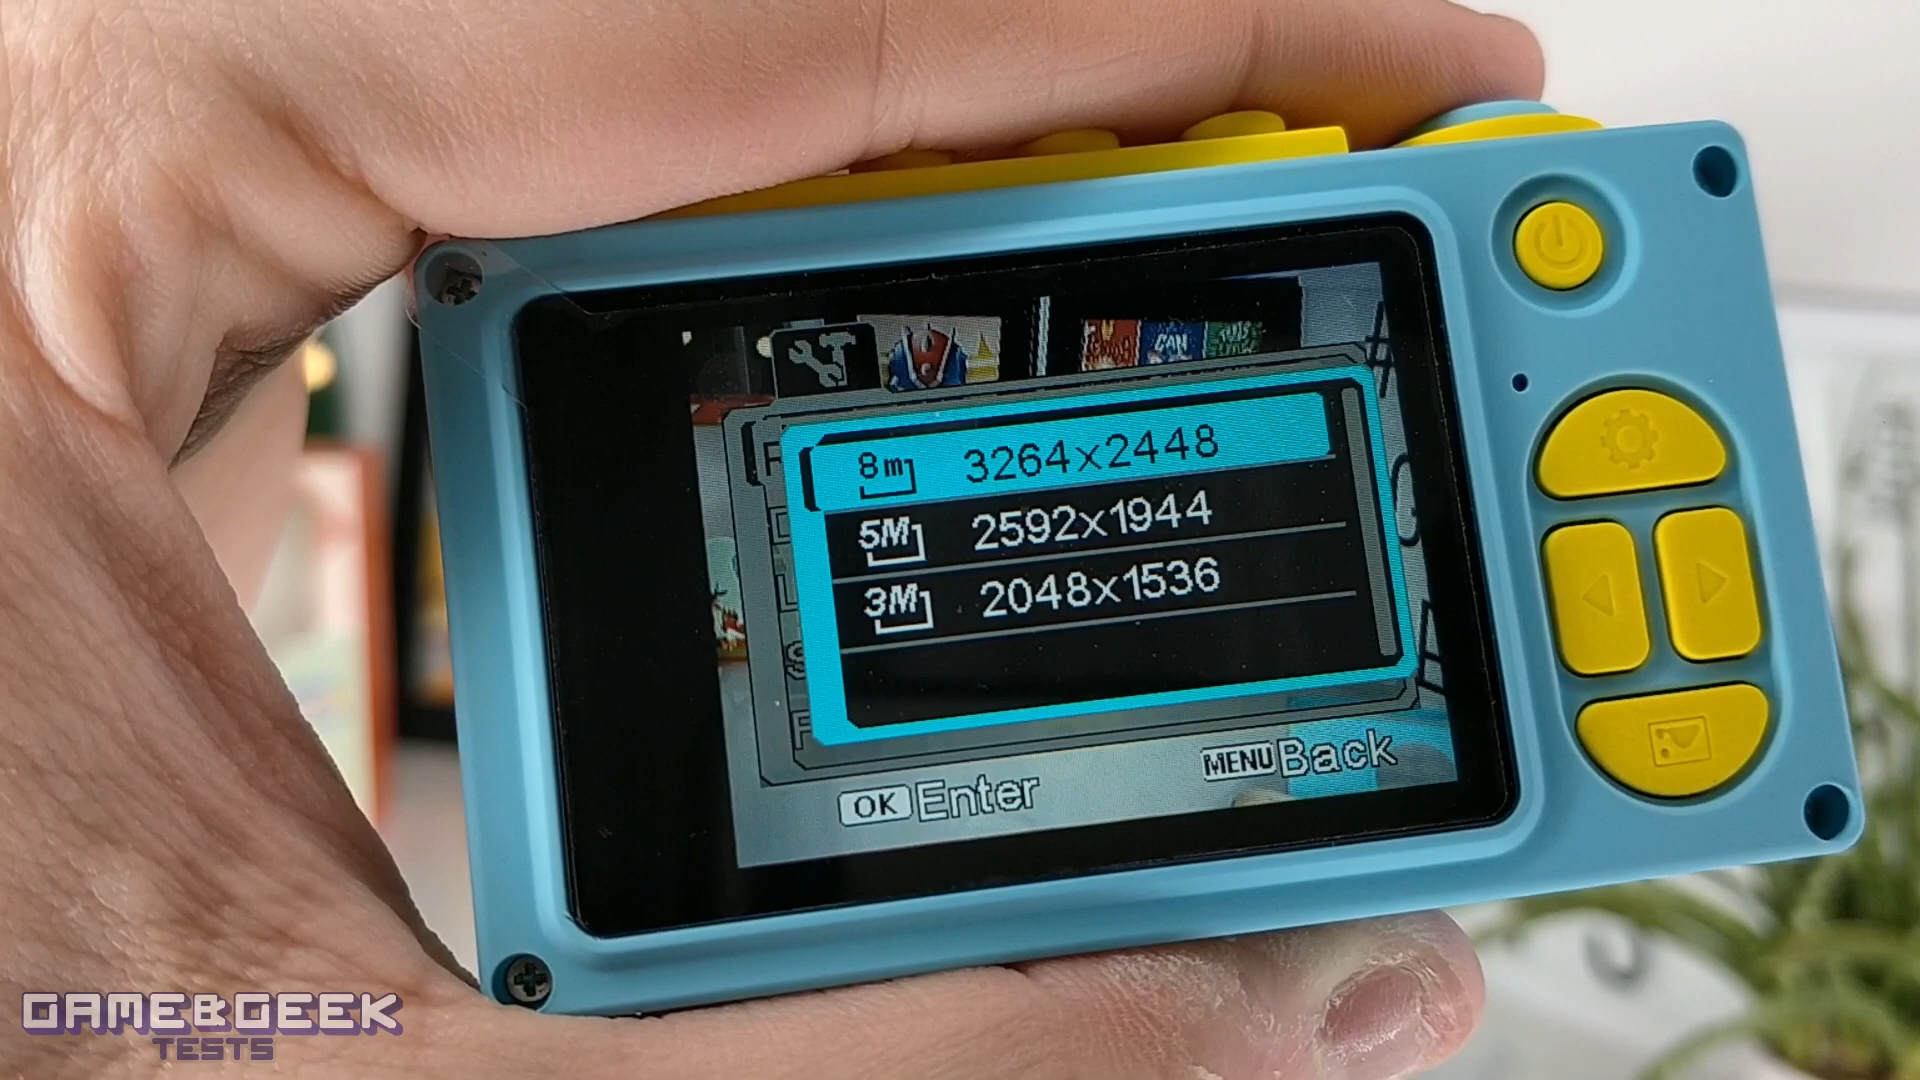 8m 3264x2448
5M 2592x1944
3M 2048x1536
OK Enter
MENU Back
GAME&GEEK
TESTS